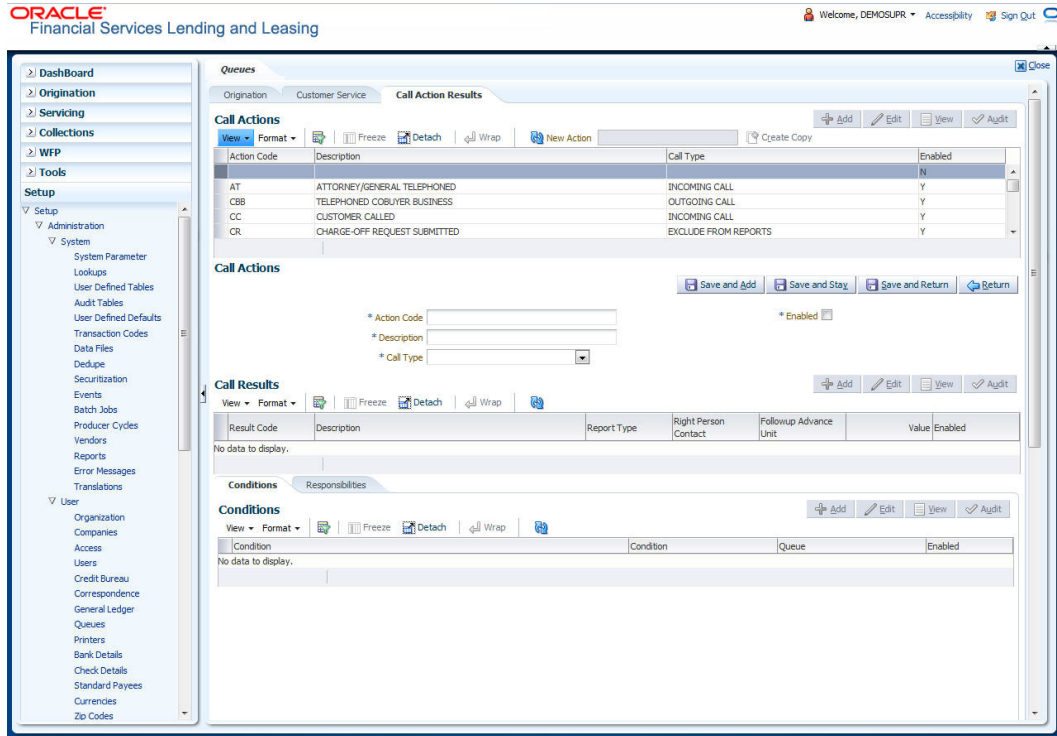 ORACLE
Financial Services Lending and Leasing
Welcome, DEMOSUPR Accessibility Sign Out
DashBoard
Origination
Servicing
Collections
WFP
Tools
Setup
Setup
Administration
System
System Parameter
Lookups
User Defined Tables
Audit Tables
User Defined Defaults
Transaction Codes
Data Files
Dedupe
Securitization
Events
Batch Jobs
Producer Cycles
Vendors
Reports
Error Messages
Translations
User
Organization
Companies
Access
Users
Credit Bureau
Correspondence
General Ledger
Queues
Printers
Bank Details
Check Details
Standard Payees
Currencies
Zip Codes
Queues Close
Origination Customer Service Call Action Results
Call Actions Add Edit View Audit
View Format Freeze Detach Wrap New Action Create Copy
Action Code Description Call Type Enabled
N
AT ATTORNEY/GENERAL TELEPHONED INCOMING CALL Y
CBB TELEPHONED COBUYER BUSINESS OUTGOING CALL Y
CC CUSTOMER CALLED INCOMING CALL Y
CR CHARGE-OFF REQUEST SUBMITTED EXCLUDE FROM REPORTS Y
Call Actions
Save and Add Save and Stay Save and Return Return
* Action Code * Enabled
* Description
* Call Type
Call Results Add Edit View Audit
View Format Freeze Detach Wrap
Result Code Description Report Type Right Person Contact Followup Advance Unit Value Enabled
No data to display.
Conditions Responsbilities
Conditions Add Edit View Audit
View Format Freeze Detach Wrap
Condition Condition Queue Enabled
No data to display.